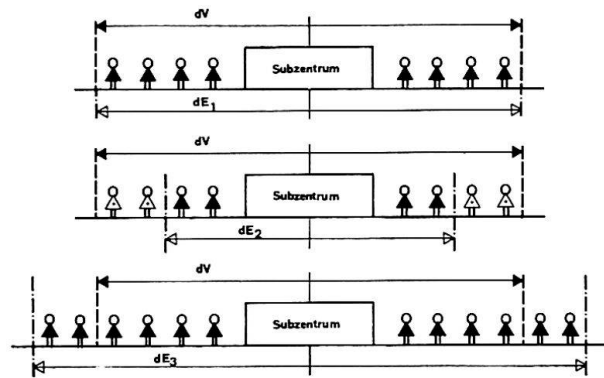 dV
Subzentrum
dE₁
dV
Subzentrum
dE₂
dV
Subzentrum
dE₃